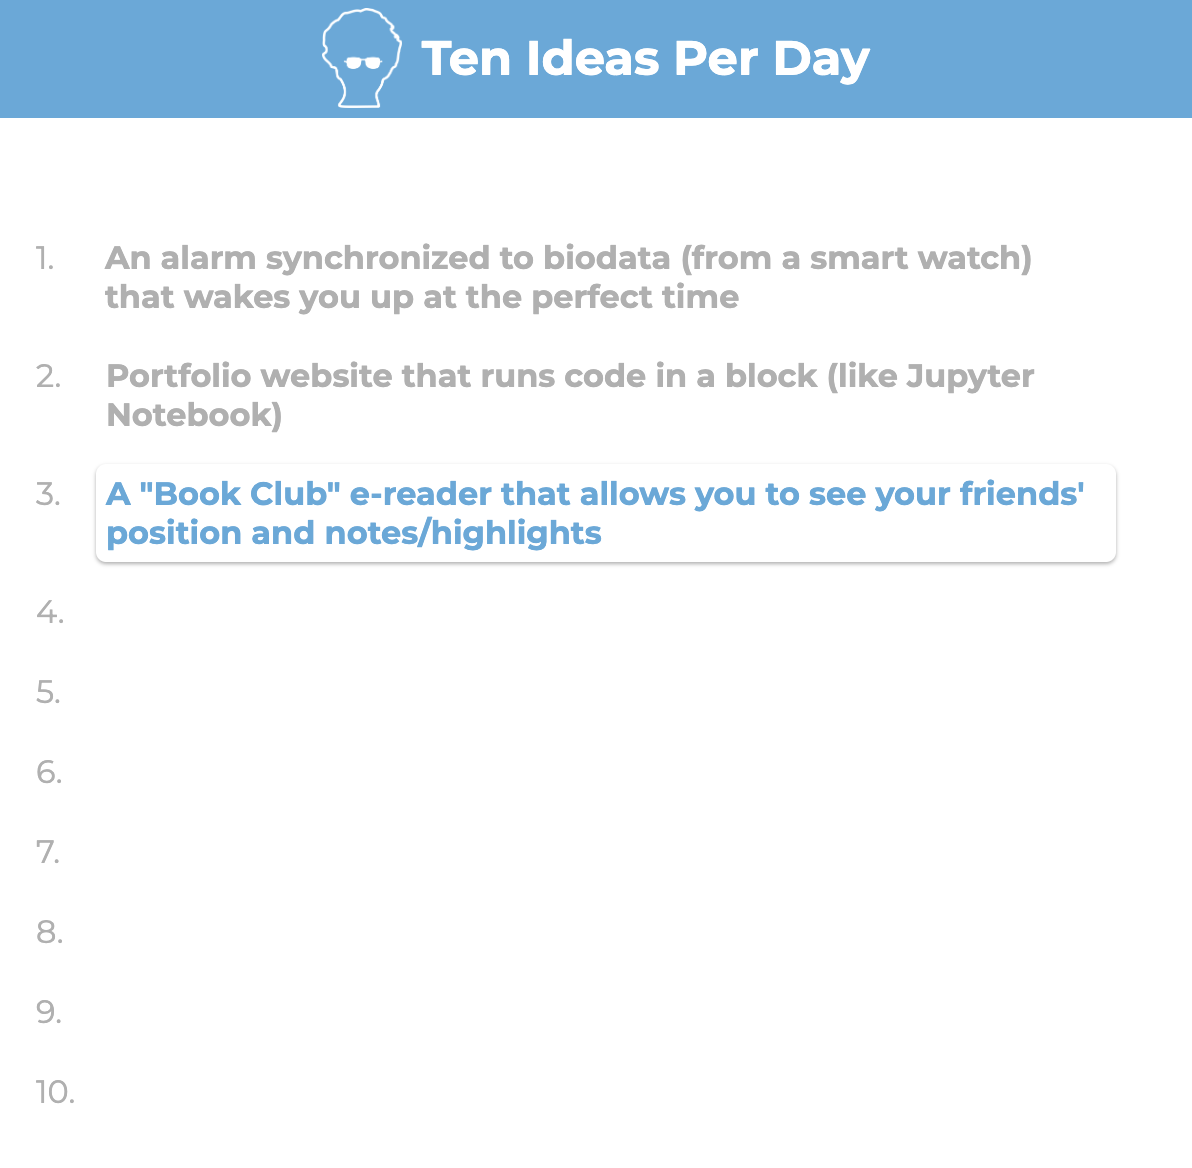 Ten Ideas Per Day
1. An alarm synchronized to biodata (from a smart watch)
that wakes you up at the perfect time
2. Portfolio website that runs code in a block (like Jupyter
Notebook)
3. A "Book Club" e-reader that allows you to see your friends'
position and notes/highlights
4.
5.
6.
7.
8.
9.
10.